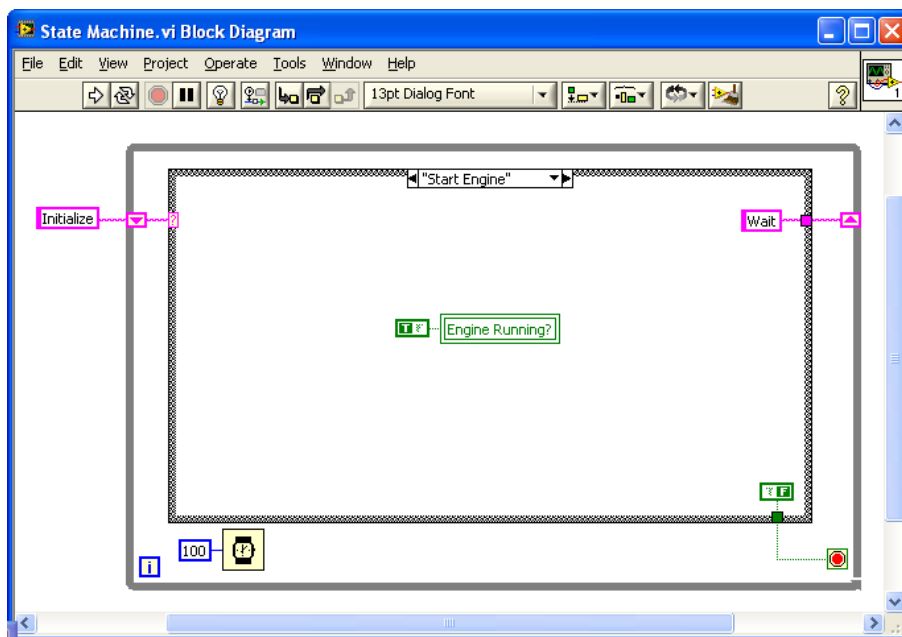 State Machine.vi Block Diagram
File Edit View Project Operate Tools Window Help
13pt Dialog Font
?
1
"Start Engine"
Initialize
?
Wait
T
Engine Running?
F
100
i